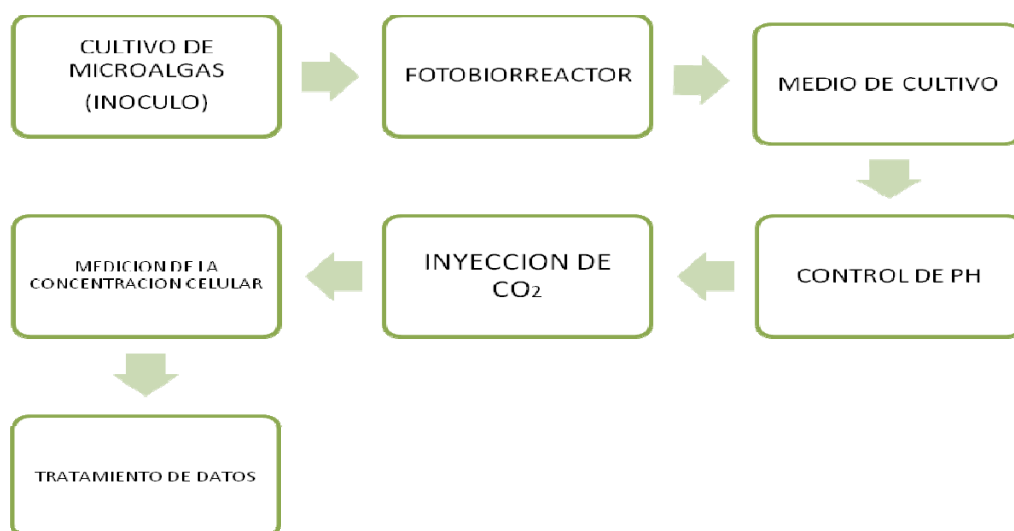 CULTIVO DE
MICROALGAS
(INOCULO)
FOTOBIORREACTOR
MEDIO DE CULTIVO
CONTROL DE PH
INYECCION DE
CO₂
MEDICION DE LA
CONCENTRACION CELULAR
TRATAMIENTO DE DATOS